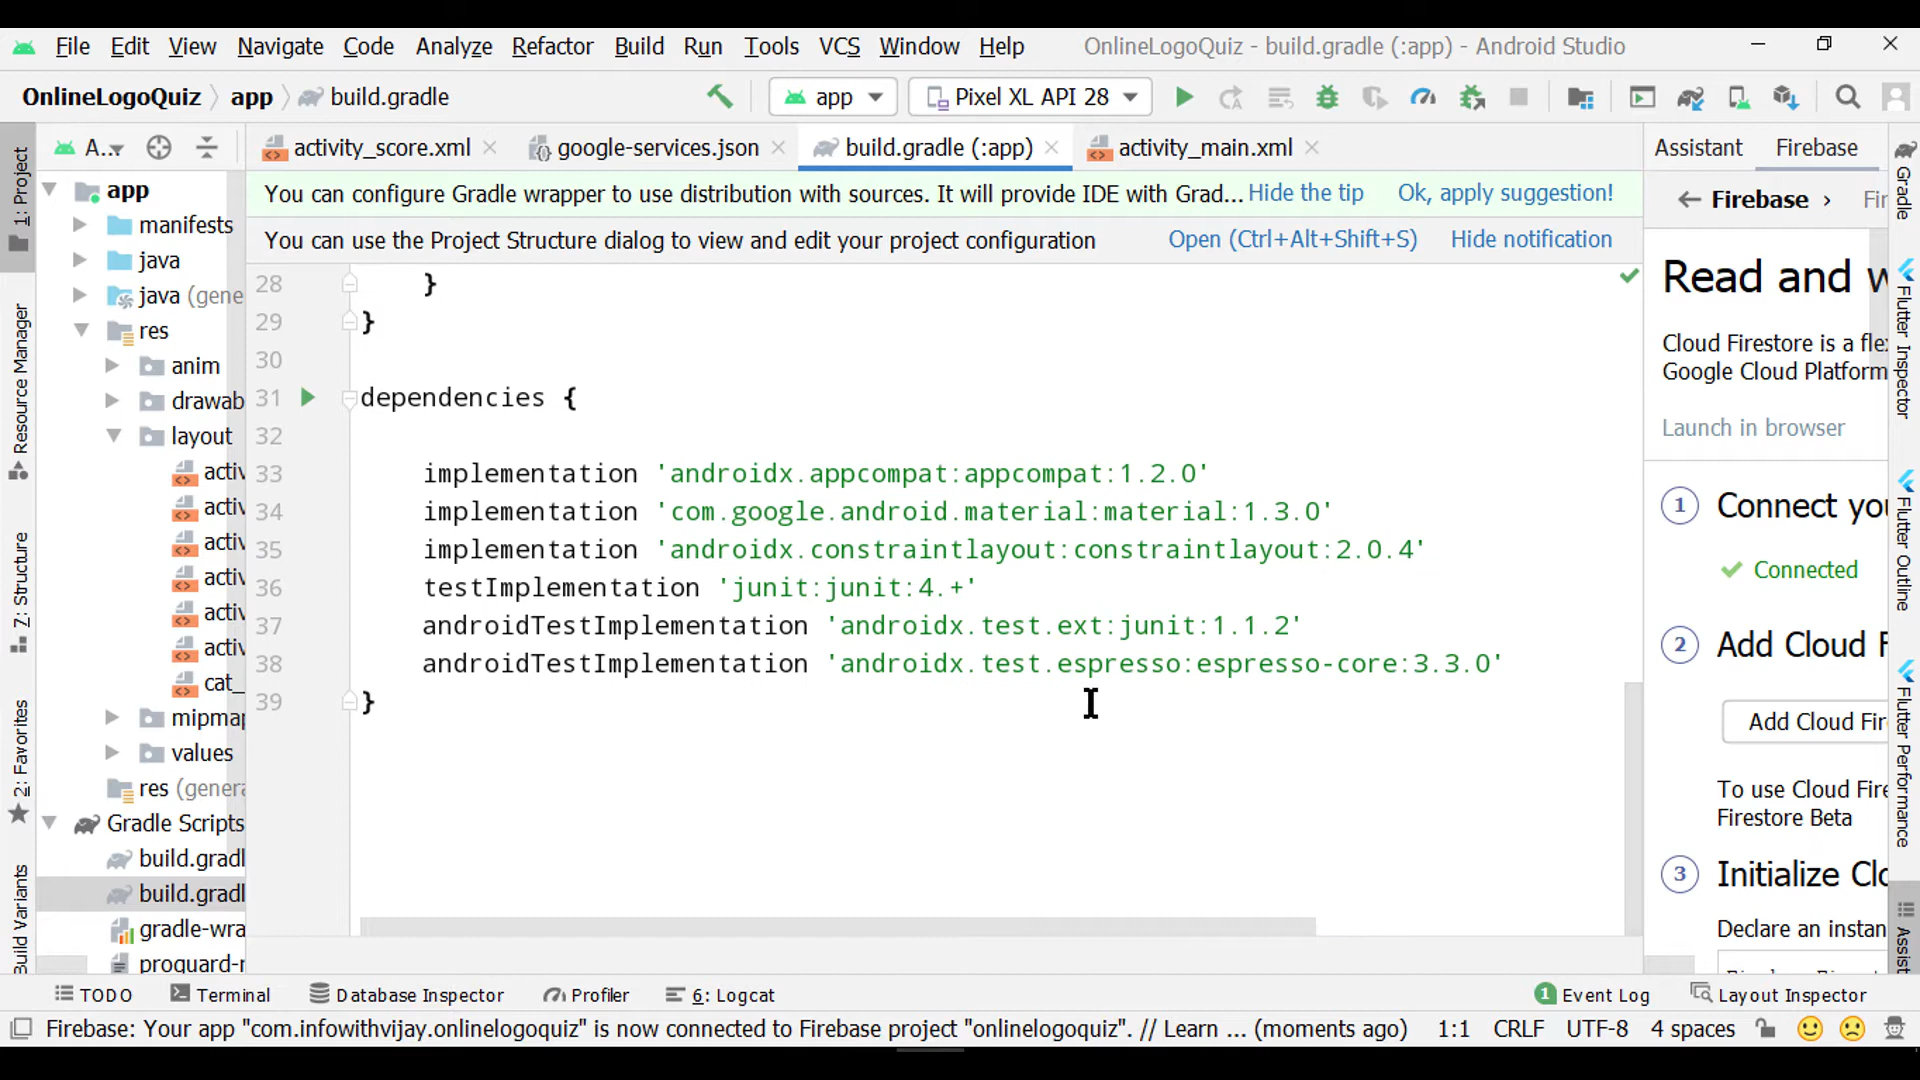 File Edit View Navigate Code Analyze Refactor Build Run Tools VCS Window Help OnlineLogoQuiz - build.gradle (:app) - Android Studio
OnlineLogoQuiz app build.gradle app Pixel XL API 28
A... activity_score.xml google-services.json build.gradle (:app) activity_main.xml Assistant Firebase
You can configure Gradle wrapper to use distribution with sources. It will provide IDE with Grad... Hide the tip Ok, apply suggestion!
You can use the Project Structure dialog to view and edit your project configuration Open (Ctrl+Alt+Shift+S) Hide notification
1: Project
Resource Manager
7: Structure
2: Favorites
Build Variants
app
manifests
java
java (gene
res
anim
drawab
layout
activ
activ
activ
activ
activ
activ
cat_
mipmap
values
res (genera
Gradle Scripts
build.gradl
build.gradl
gradle-wra
proguard-r
28 }
29 }
30
31 dependencies {
32
33 implementation 'androidx.appcompat:appcompat:1.2.0'
34 implementation 'com.google.android.material:material:1.3.0'
35 implementation 'androidx.constraintlayout:constraintlayout:2.0.4'
36 testImplementation 'junit:junit:4.+'
37 androidTestImplementation 'androidx.test.ext:junit:1.1.2'
38 androidTestImplementation 'androidx.test.espresso:espresso-core:3.3.0'
39 }
Firebase › Fir
Read and w
Cloud Firestore is a fle
Google Cloud Platform
Launch in browser
1 Connect you
Connected
2 Add Cloud F
Add Cloud Fire
To use Cloud Fire
Firestore Beta
3 Initialize Clo
Declare an instan
Gradle
Flutter Inspector
Flutter Outline
Flutter Performance
Assist
TODO Terminal Database Inspector Profiler 6: Logcat 1 Event Log Layout Inspector
Firebase: Your app "com.infowithvijay.onlinelogoquiz" is now connected to Firebase project "onlinelogoquiz". // Learn ... (moments ago) 1:1 CRLF UTF-8 4 spaces